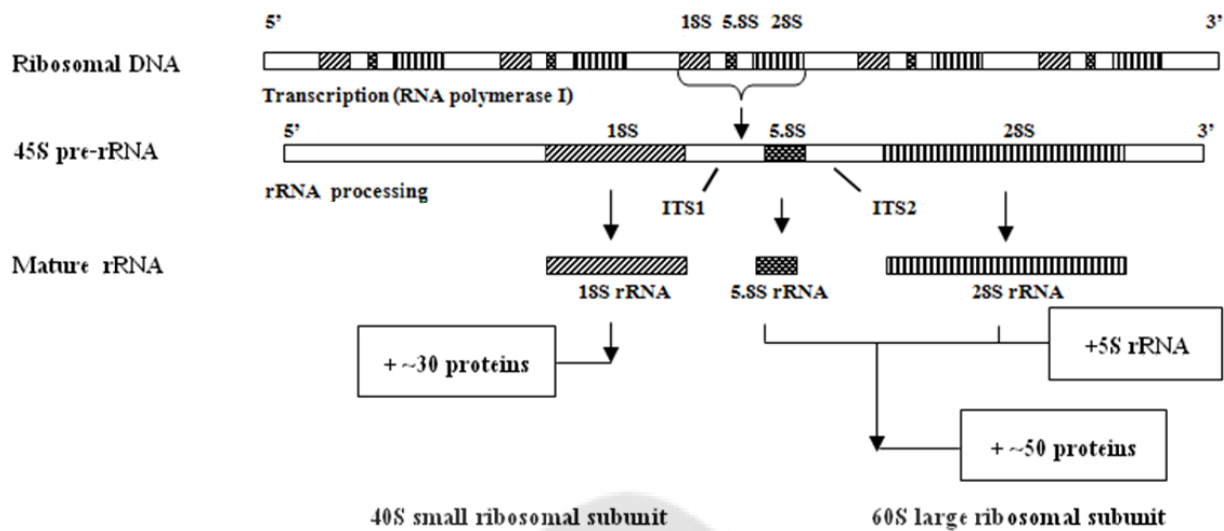 5’ 18S 5.8S 28S 3’
Ribosomal DNA
Transcription (RNA polymerase I)
5’ 18S 5.8S 28S 3’
45S pre-rRNA
rRNA processing
ITS1 ITS2
Mature rRNA
18S rRNA 5.8S rRNA 28S rRNA
+ ~30 proteins
+5S rRNA
+ ~50 proteins
40S small ribosomal subunit 60S large ribosomal subunit